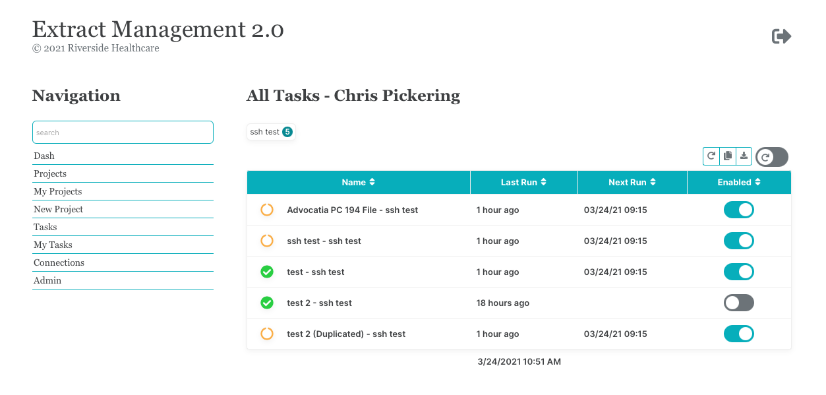 Extract Management 2.0
© 2021 Riverside Healthcare
Navigation
search
Dash
Projects
My Projects
New Project
Tasks
My Tasks
Connections
Admin
All Tasks - Chris Pickering
ssh test 5
Name Last Run Next Run Enabled
Advocatia PC 194 File - ssh test 1 hour ago 03/24/21 09:15
ssh test - ssh test 1 hour ago 03/24/21 09:15
test - ssh test 1 hour ago 03/24/21 09:15
test 2 - ssh test 18 hours ago
test 2 (Duplicated) - ssh test 1 hour ago 03/24/21 09:15
3/24/2021 10:51 AM